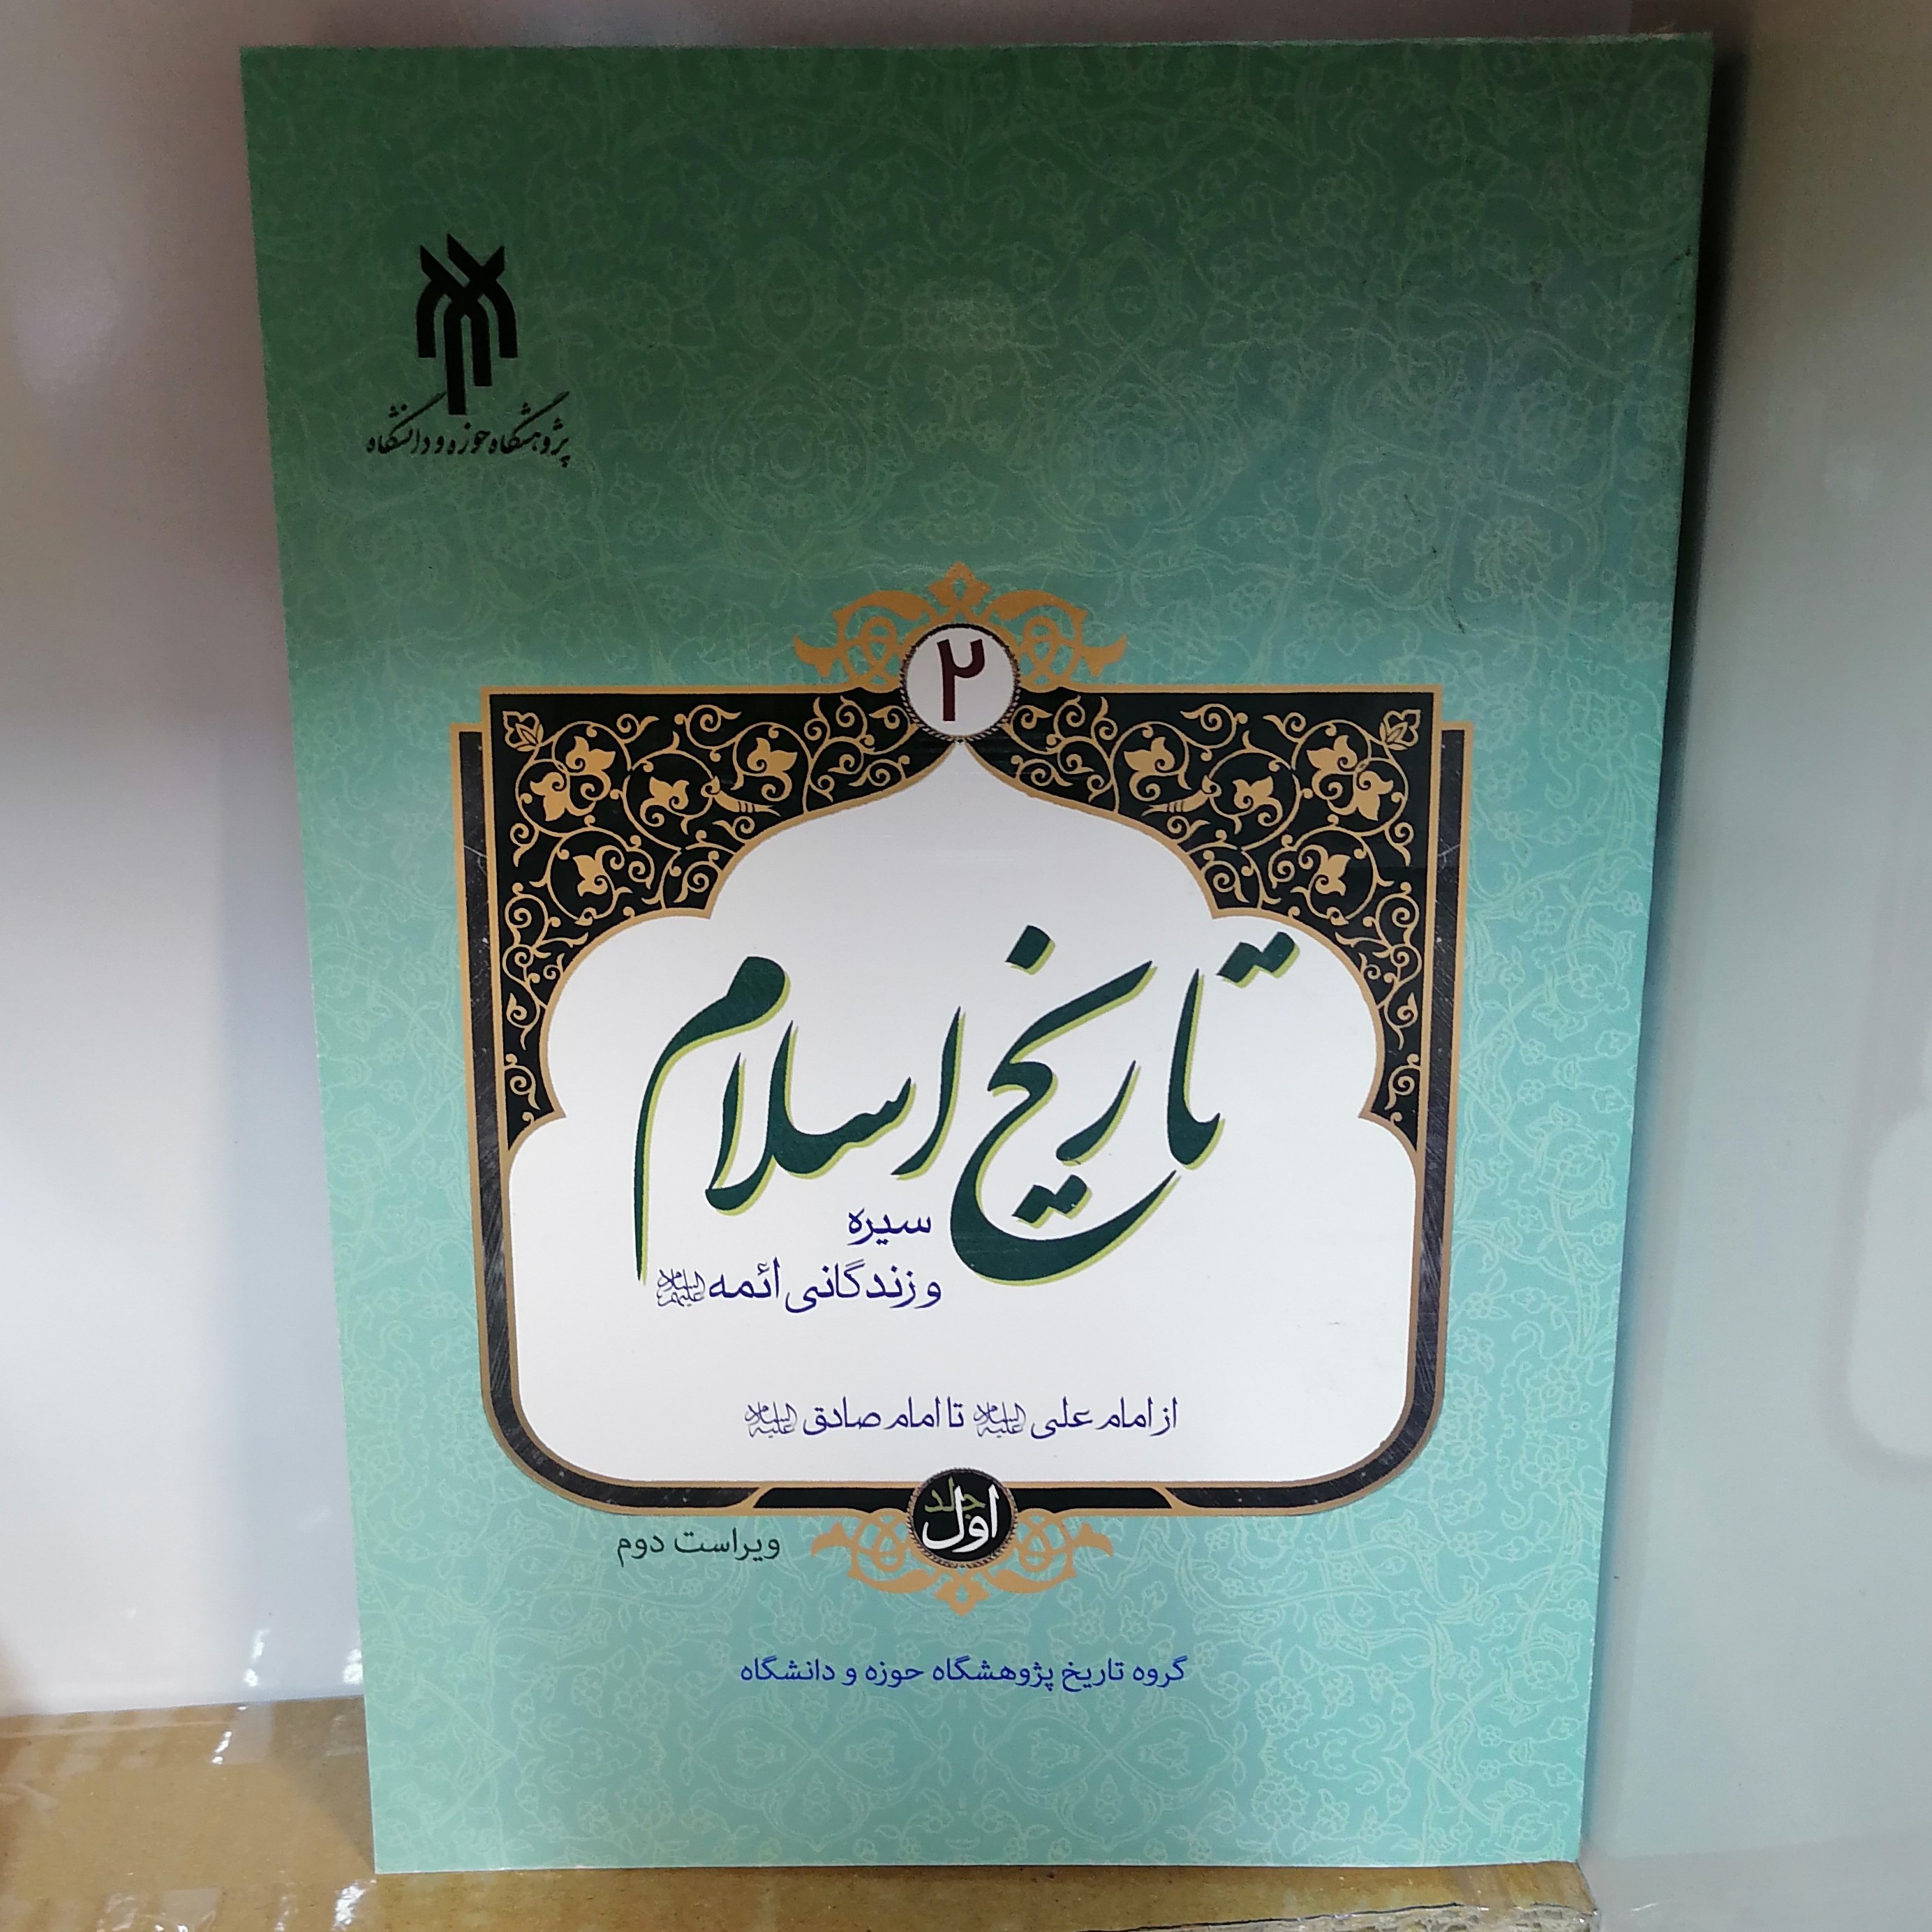 پژوهشگاه حوزه و دانشگاه
۲
تاریخ اسلام
سیره
و زندگانی ائمه علیهم‌السلام
از امام علی علیه‌السلام تا امام صادق علیه‌السلام
جلد
اول
ویراست دوم
گروه تاریخ پژوهشگاه حوزه و دانشگاه